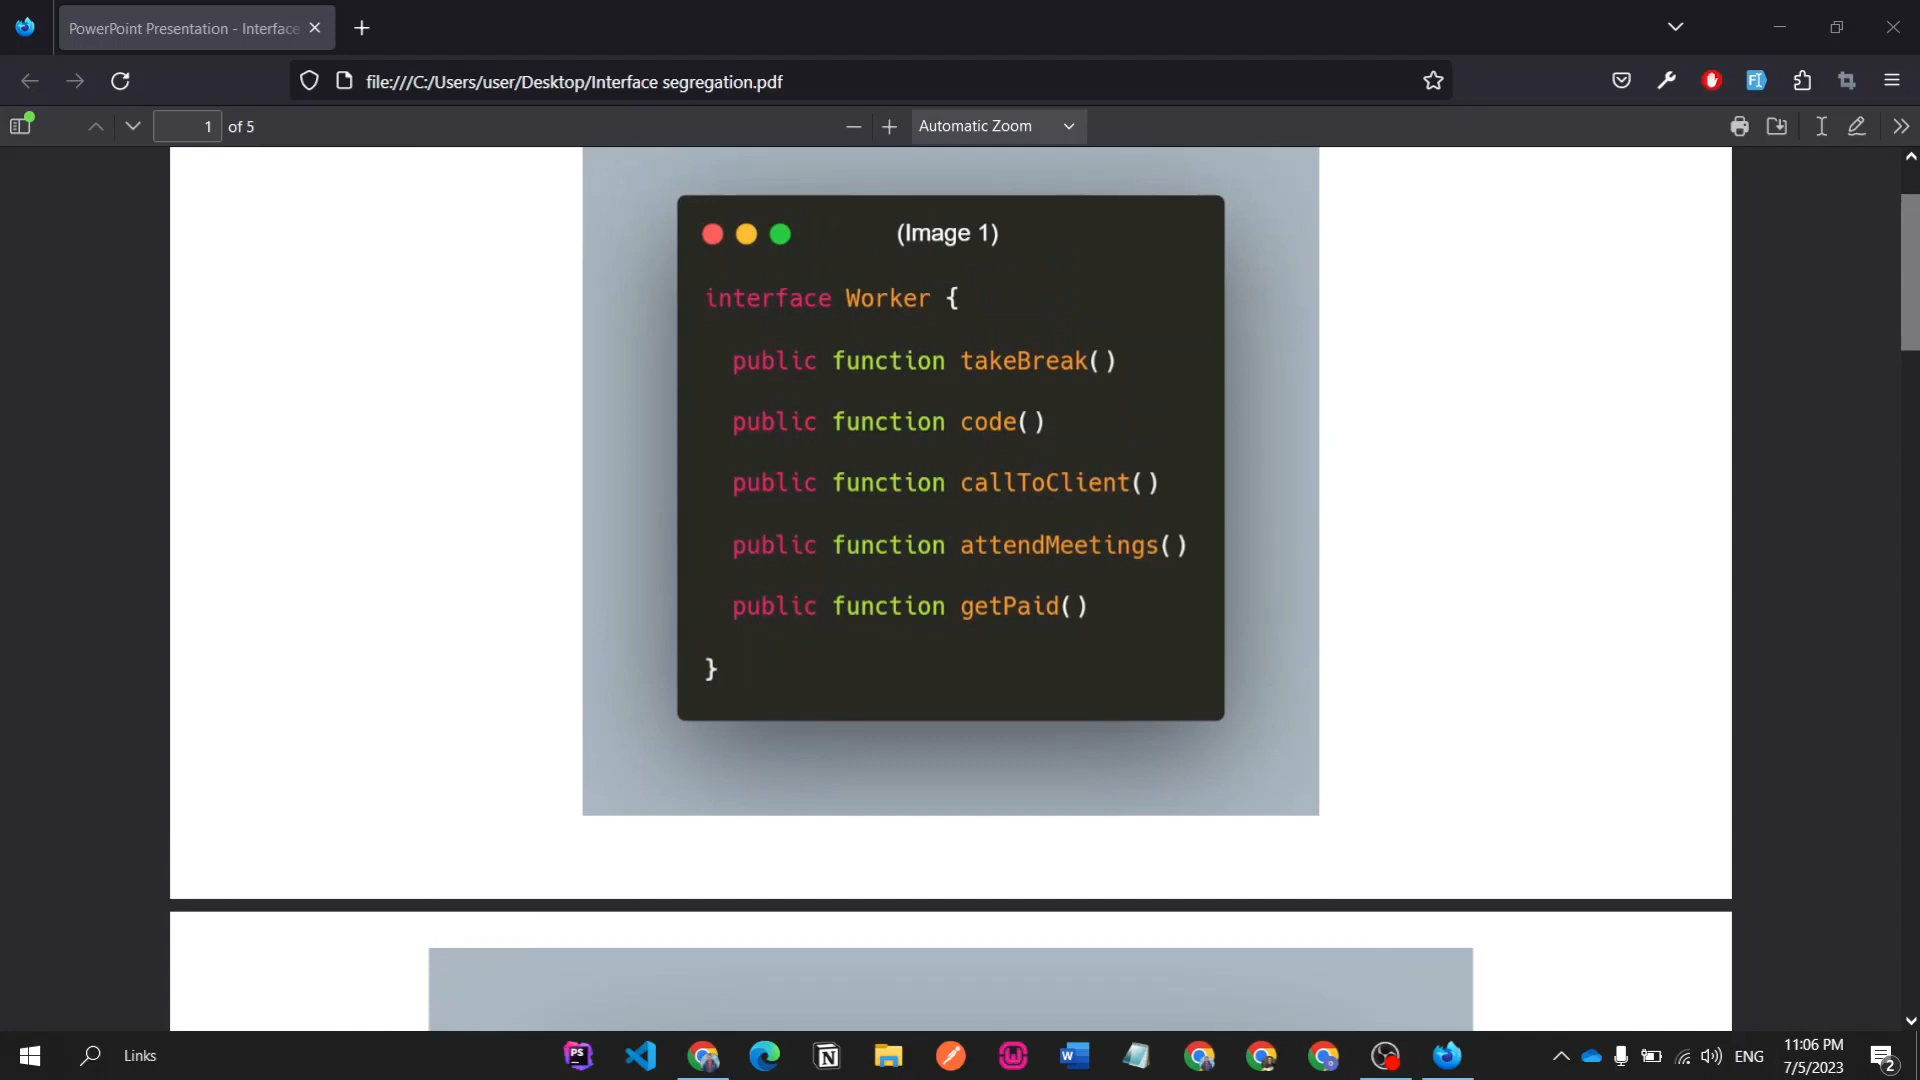 PowerPoint Presentation - Interface
file:///C:/Users/user/Desktop/Interface segregation.pdf
1 of 5
Automatic Zoom
(Image 1)
interface Worker {
public function takeBreak()
public function code()
public function callToClient()
public function attendMeetings()
public function getPaid()
}
Links
ENG
11:06 PM
7/5/2023
2